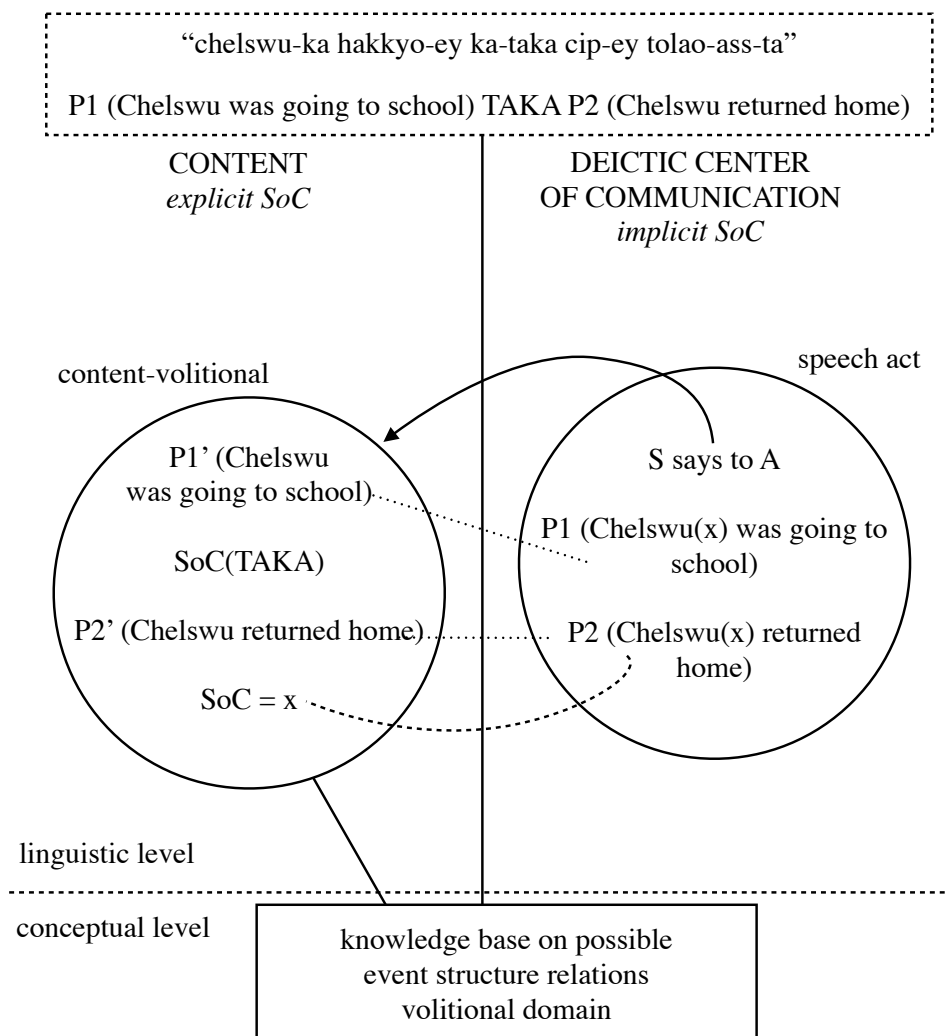 “chelswu-ka hakkyo-ey ka-taka cip-ey tolao-ass-ta”
P1 (Chelswu was going to school) TAKA P2 (Chelswu returned home)
CONTENT
explicit SoC
DEICTIC CENTER
OF COMMUNICATION
implicit SoC
content-volitional
speech act
P1’ (Chelswu
was going to school)
SoC(TAKA)
P2’ (Chelswu returned home)
SoC = x
S says to A
P1 (Chelswu(x) was going to
school)
P2 (Chelswu(x) returned
home)
linguistic level
conceptual level
knowledge base on possible
event structure relations
volitional domain